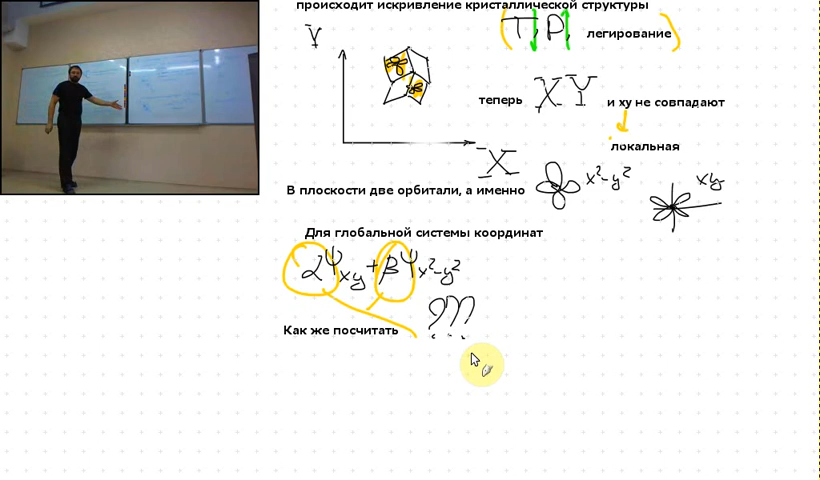 происходит искривление кристаллической структуры
(T, P, легирование)
Y
теперь X Y и xy не совпадают
локальная
X
В плоскости две орбитали, а именно x²-y² xy
Для глобальной системы координат
αΨxy + βΨx²-y²
Как же посчитать ???